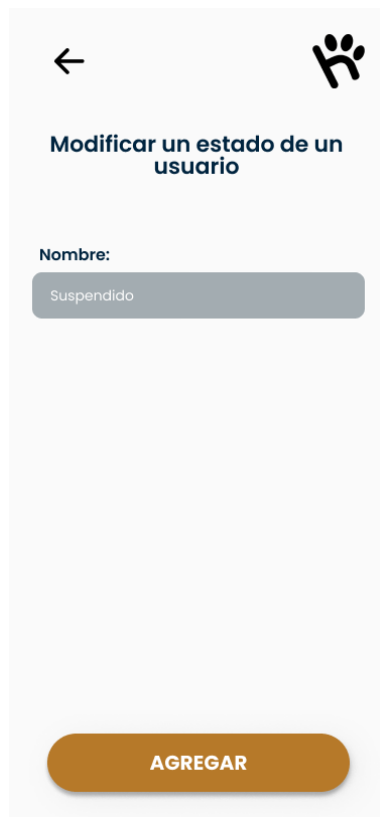 Modificar un estado de un
usuario
Nombre:
Suspendido
AGREGAR